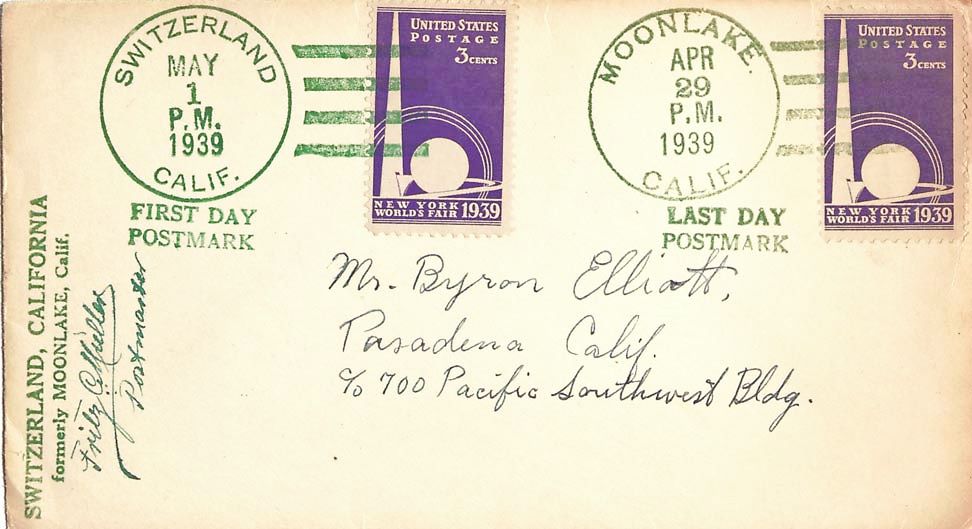 SWITZERLAND
MAY
1
P.M.
1939
CALIF.
FIRST DAY
POSTMARK
UNITED STATES
POSTAGE
3 CENTS
NEW YORK
WORLD'S FAIR 1939
MOONLAKE.
APR
29
P.M.
1939
CALIF.
LAST DAY
POSTMARK
UNITED STATES
POSTAGE
3 CENTS
NEW YORK
WORLD'S FAIR 1939
Mr. Byron Elliott,
Pasadena Calif.
c/o 700 Pacific Southwest Bldg.
SWITZERLAND, CALIFORNIA
formerly MOONLAKE, Calif.
Fritz C. Müller
Postmaster